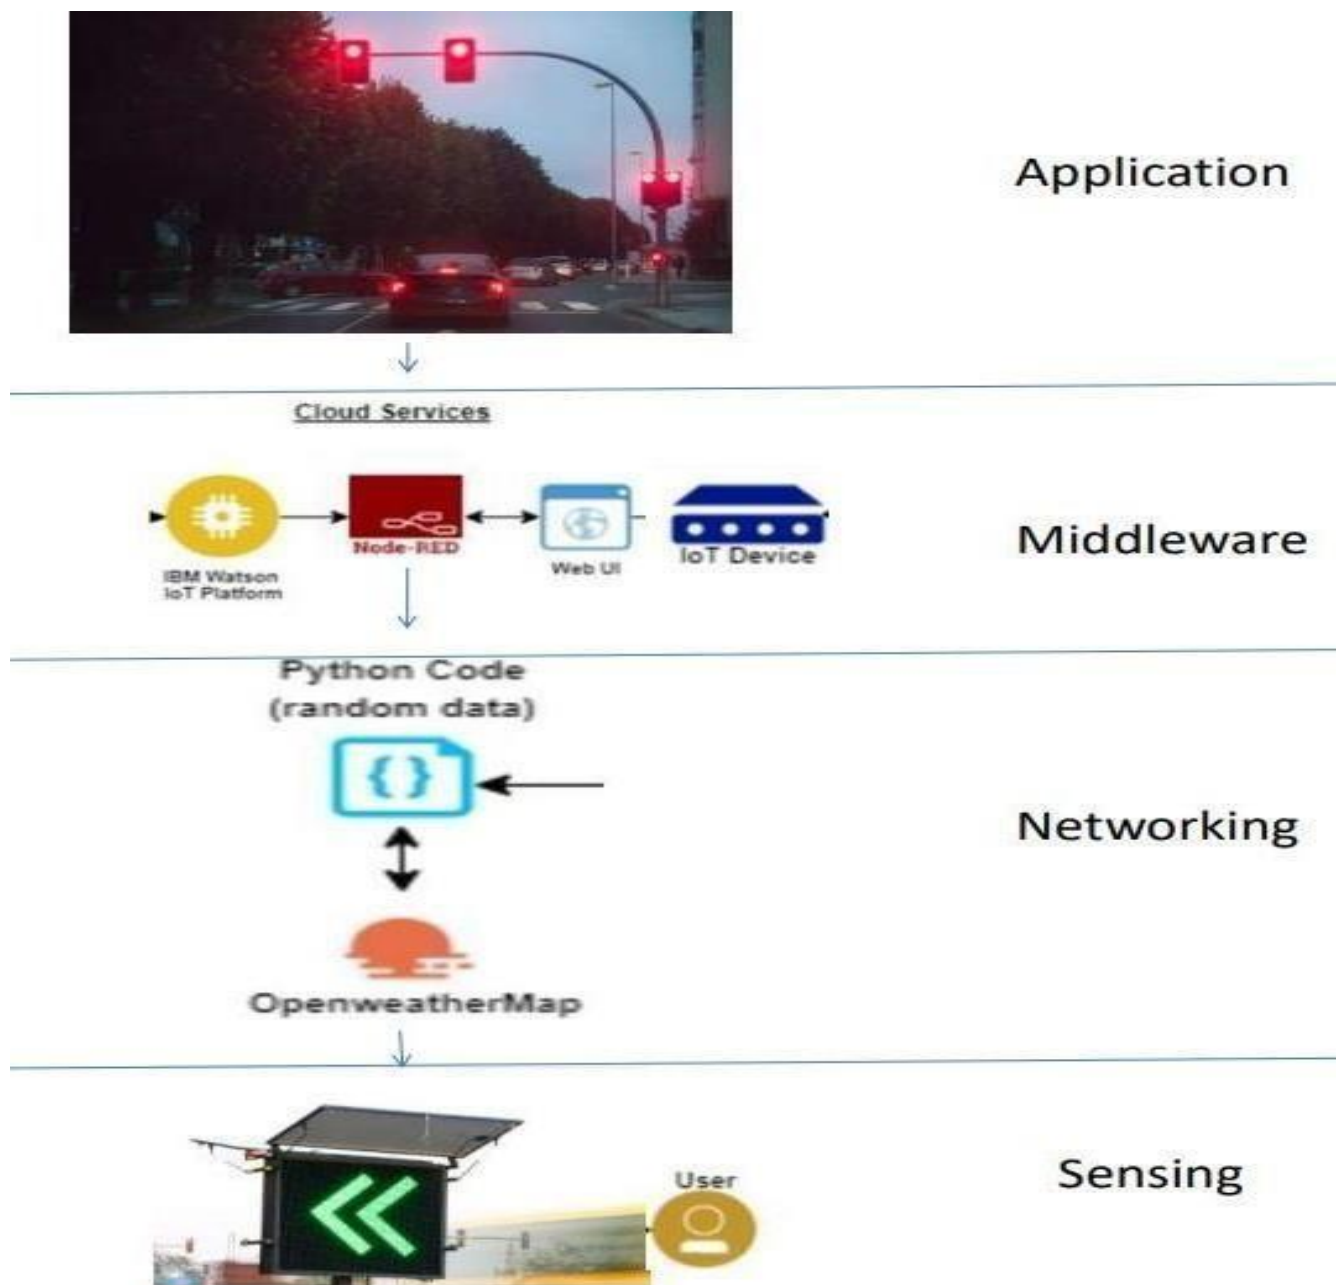 Application
Cloud Services
IBM Watson
IoT Platform
Node-RED
Web UI
IoT Device
Middleware
Python Code
(random data)
{}
Networking
OpenweatherMap
User
Sensing